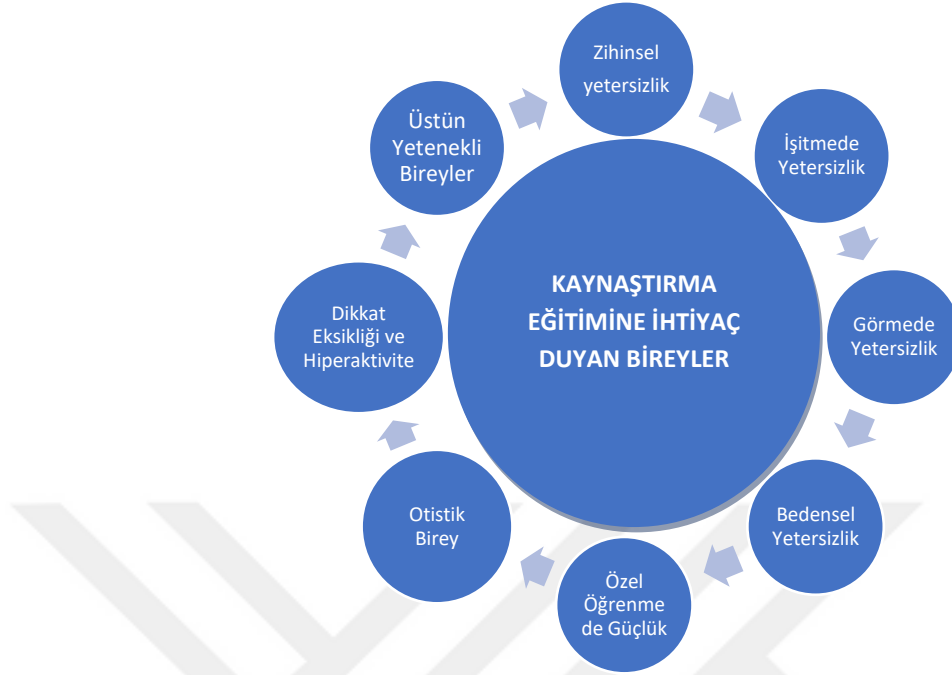 Zihinsel
yetersizlik
İşitmede
Yetersizlik
Görmede
Yetersizlik
Bedensel
Yetersizlik
Özel
Öğrenme
de Güçlük
Otistik
Birey
Dikkat
Eksikliği ve
Hiperaktivite
Üstün
Yetenekli
Bireyler
KAYNAŞTIRMA
EĞİTİMİNE İHTİYAÇ
DUYAN BİREYLER